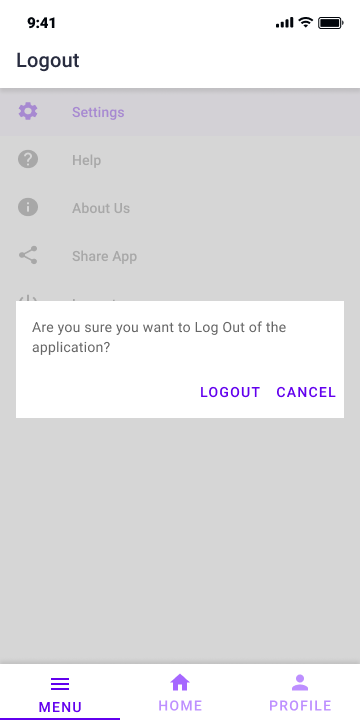 9:41
Logout
Settings
Help
About Us
Share App
Are you sure you want to Log Out of the
application?
LOGOUT CANCEL
MENU HOME PROFILE